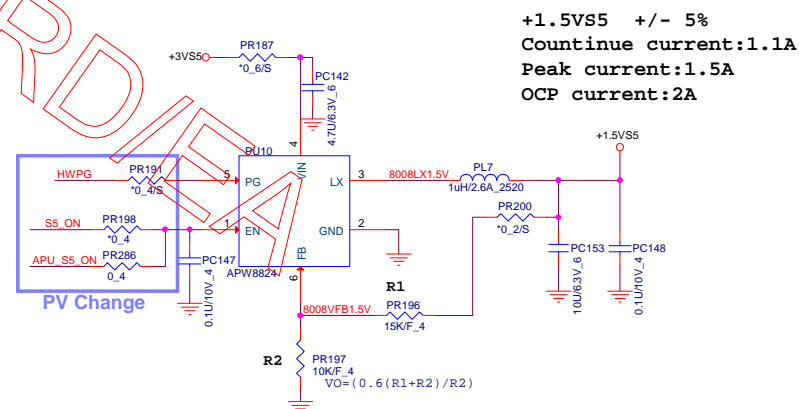 +1.5VS5 +/- 5%
Countinue current:1.1A
Peak current:1.5A
OCP current:2A
+3VS5
PR187
*0_6/S
PC142
4.7U/6.3V_6
+1.5VS5
PU10
4
VIN
HWPG
PR191
*0_4/S
5
PG
LX
3
8008LX1.5V
PL7
1uH/2.6A_2520
S5_ON
PR198
*0_4
1
EN
GND
2
PR200
*0_2/S
APU_S5_ON
PR286
0_4
PC147
0.1U/10V_4
FB
6
APW8824
PC153
10U/6.3V_6
PC148
0.1U/10V_4
PV Change
8008VFB1.5V
R1
PR196
15K/F_4
R2
PR197
10K/F_4
VO=(0.6(R1+R2)/R2)